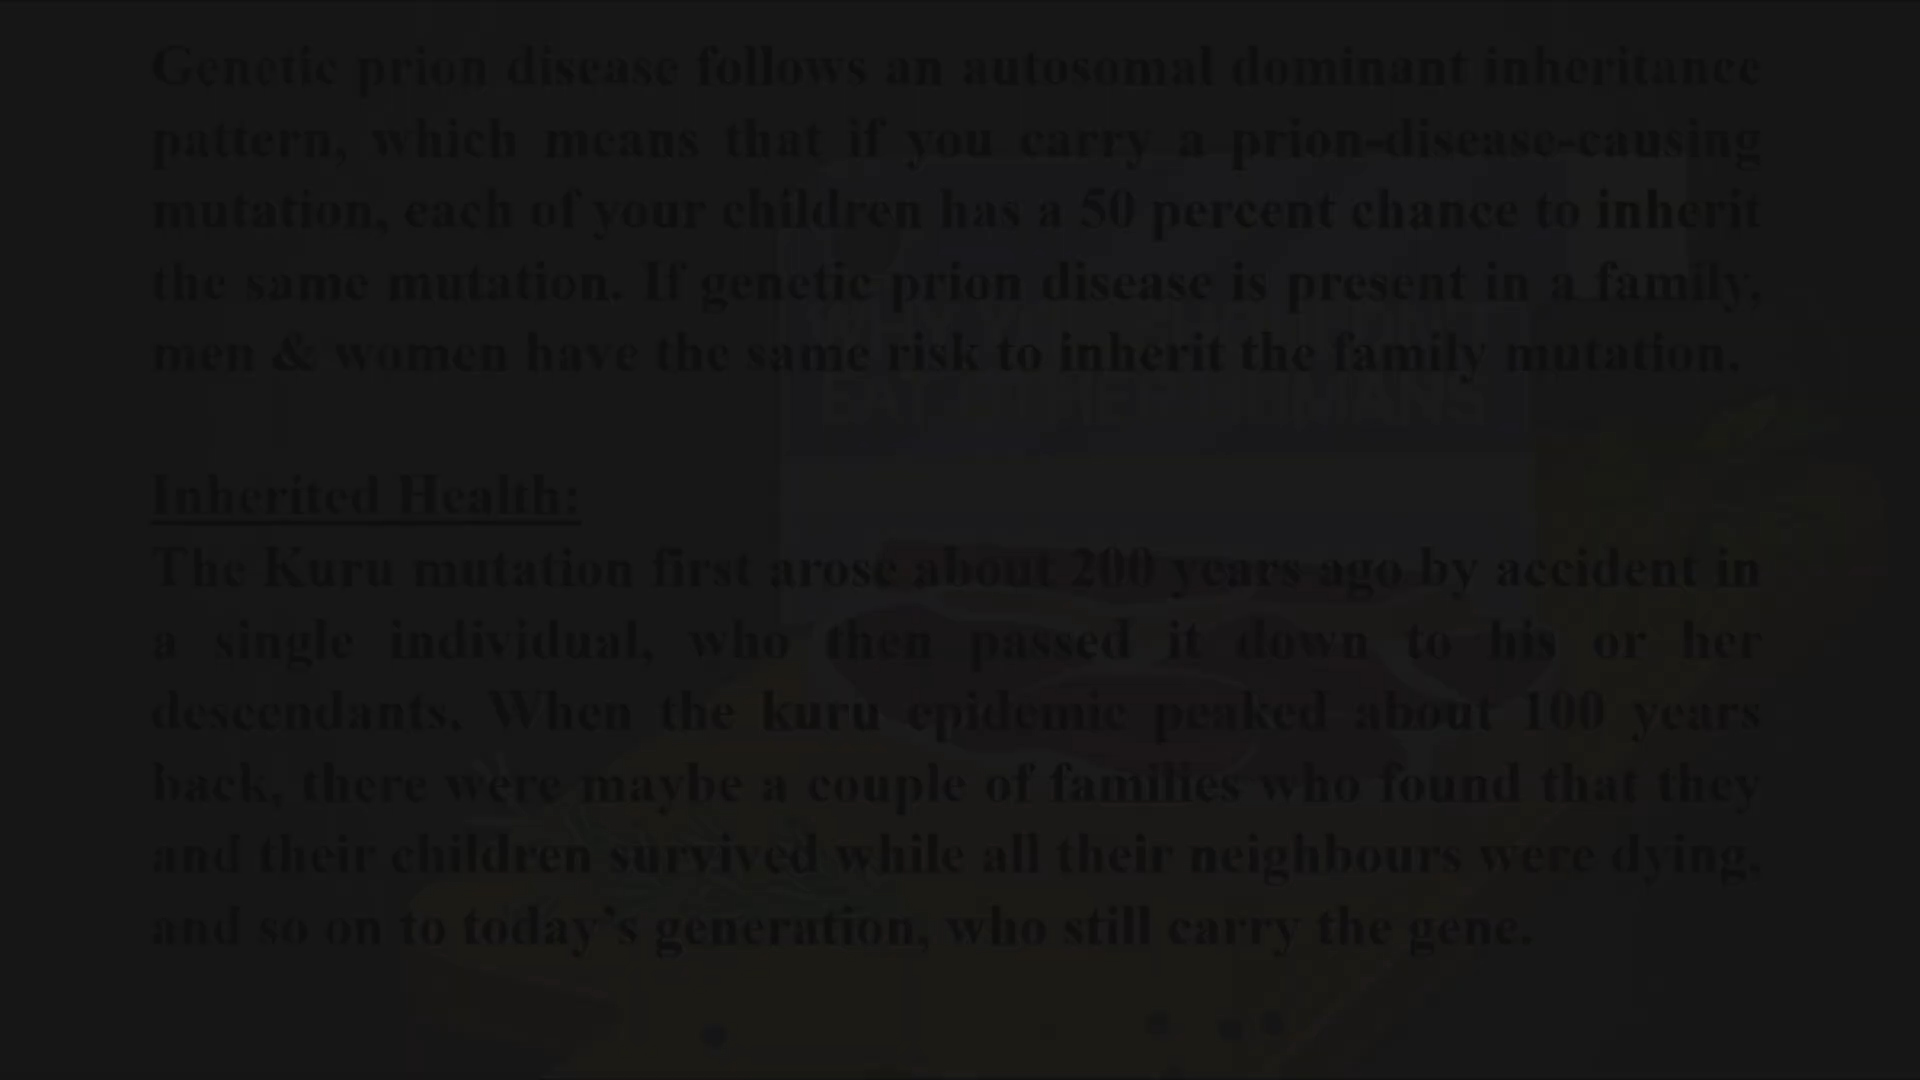 Genetic prion disease follows an autosomal dominant inheritance
pattern, which means that if you carry a prion-disease-causing
mutation, each of your children has a 50 percent chance to inherit
the same mutation. If genetic prion disease is present in a family,
men & women have the same risk to inherit the family mutation.
WHY YOU SHOULDN'T
EAT OTHER HUMANS
Inherited Health:
The Kuru mutation first arose about 200 years ago by accident in
a single individual, who then passed it down to his or her
descendants. When the kuru epidemic peaked about 100 years
back, there were maybe a couple of families who found that they
and their children survived while all their neighbours were dying,
and so on to today's generation, who still carry the gene.